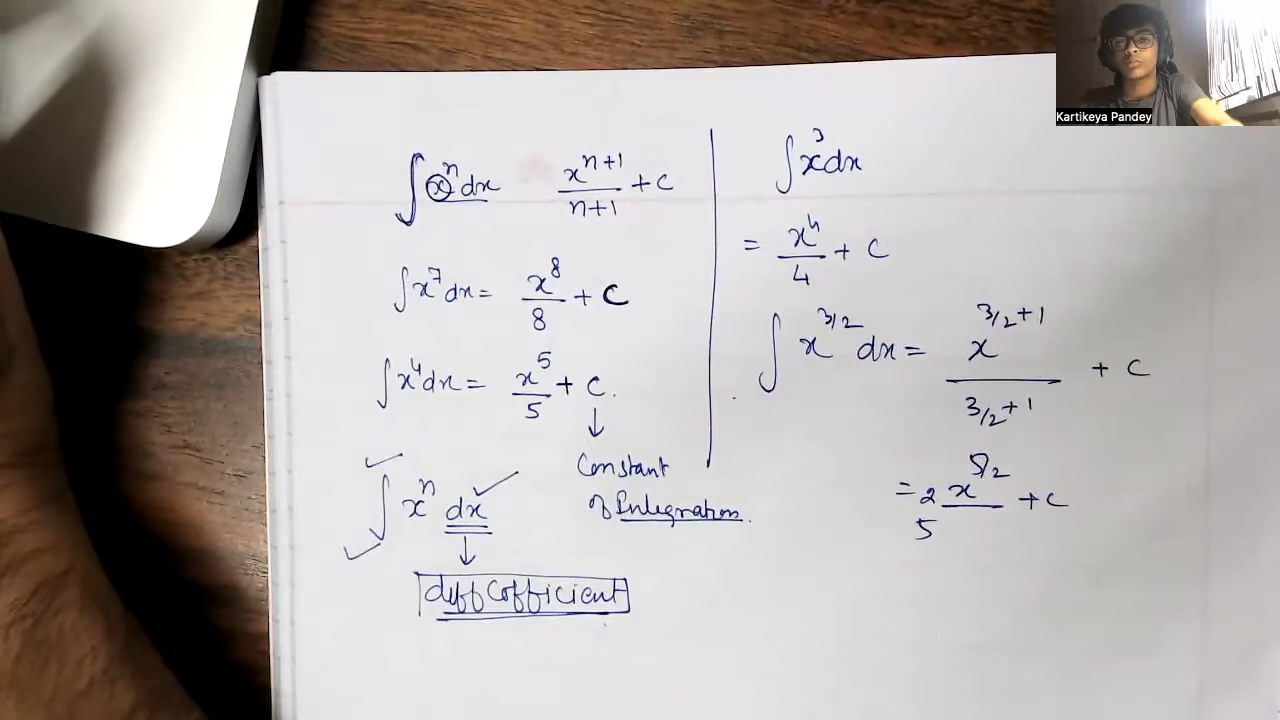 ∫xⁿdx xⁿ⁺¹/n+1 + C
∫x⁷dx = x⁸/8 + C
∫x⁴dx = x⁵/5 + C.
↓
Constant
of Integration.
✓ ∫xⁿ dx ✓
✓
↓
diff Cofficient
∫x³dx
= x⁴/4 + C
∫x^3/2 dx = x^3/2+1 / 3/2+1 + C
= 2/5 x^5/2 + C
Kartikeya Pandey